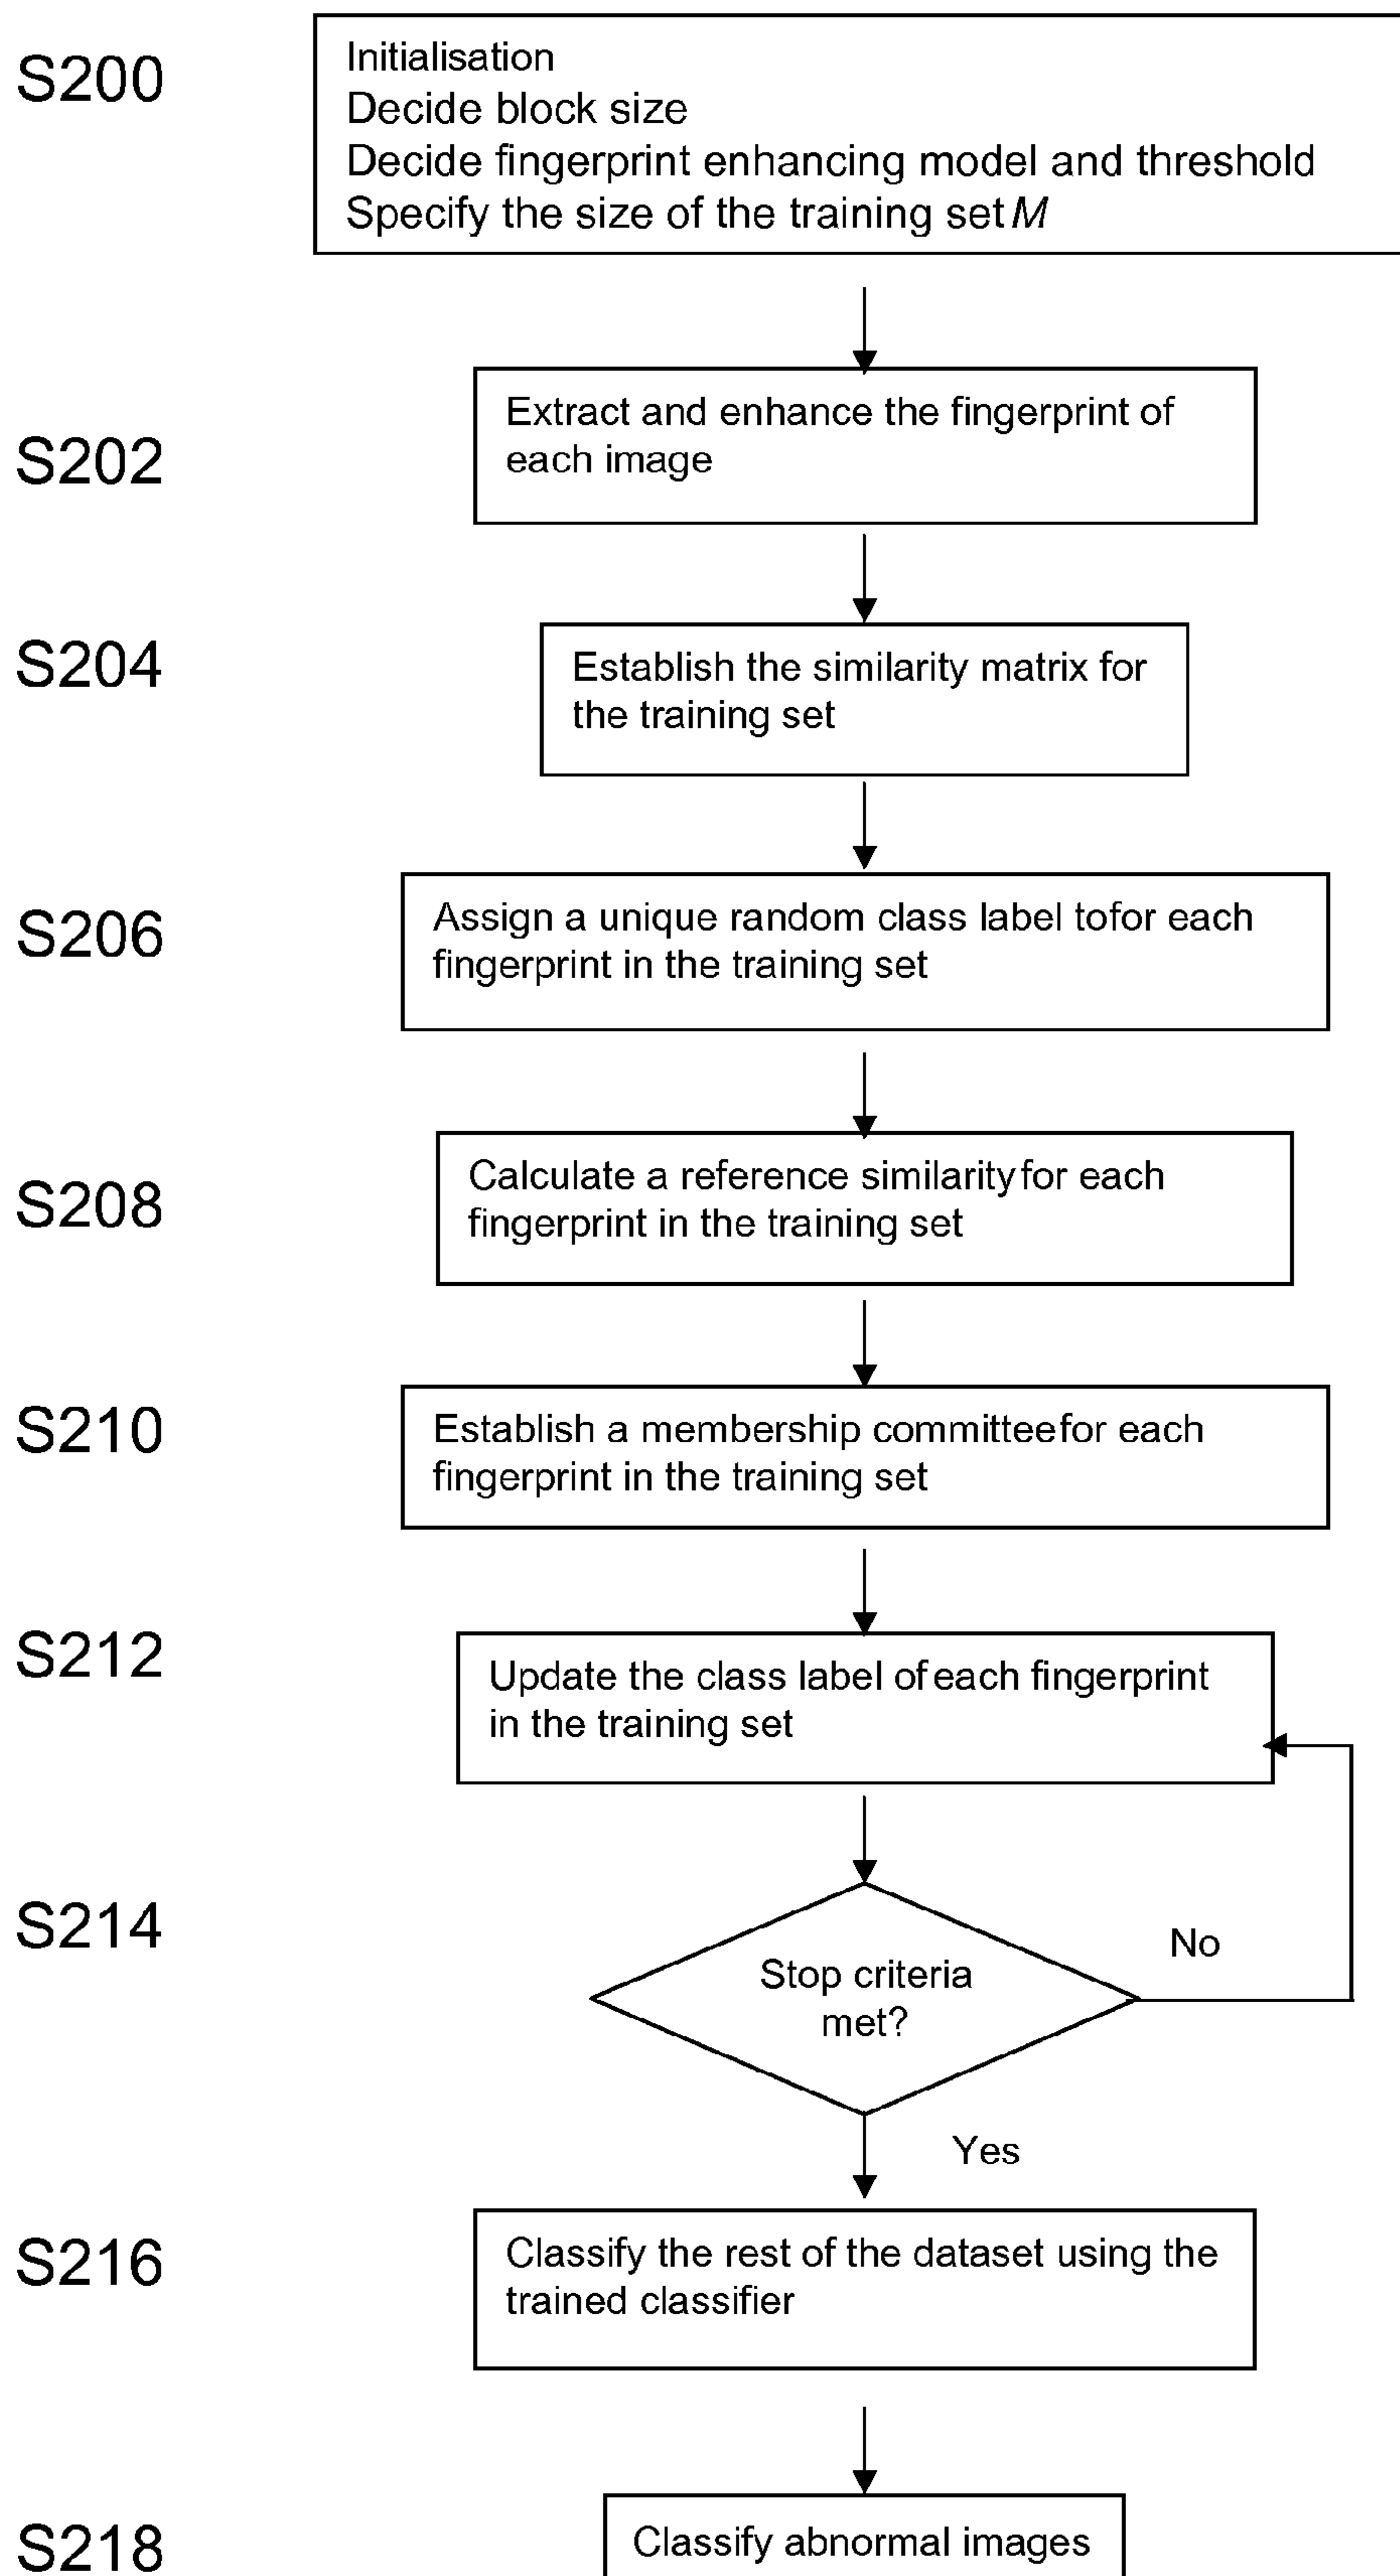 S200
Initialisation
Decide block size
Decide fingerprint enhancing model and threshold
Specify the size of the training set M
S202
Extract and enhance the fingerprint of
each image
S204
Establish the similarity matrix for
the training set
S206
Assign a unique random class label tofor each
fingerprint in the training set
S208
Calculate a reference similarity for each
fingerprint in the training set
S210
Establish a membership committee for each
fingerprint in the training set
S212
Update the class label of each fingerprint
in the training set
S214
Stop criteria
met?
No
Yes
S216
Classify the rest of the dataset using the
trained classifier
S218
Classify abnormal images